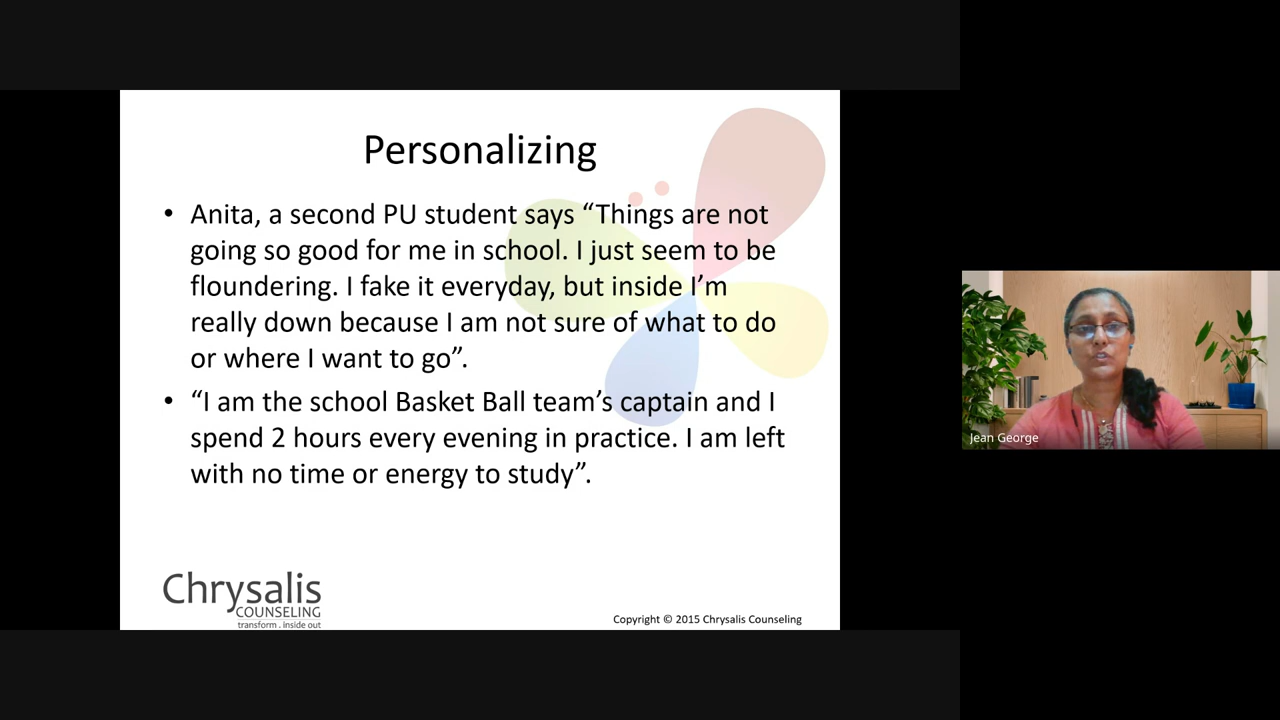 Personalizing
• Anita, a second PU student says “Things are not
going so good for me in school. I just seem to be
floundering. I fake it everyday, but inside I’m
really down because I am not sure of what to do
or where I want to go”.
• “I am the school Basket Ball team’s captain and I
spend 2 hours every evening in practice. I am left
with no time or energy to study”.
Chrysalis
COUNSELING
transform . inside out
Copyright © 2015 Chrysalis Counseling
Jean George